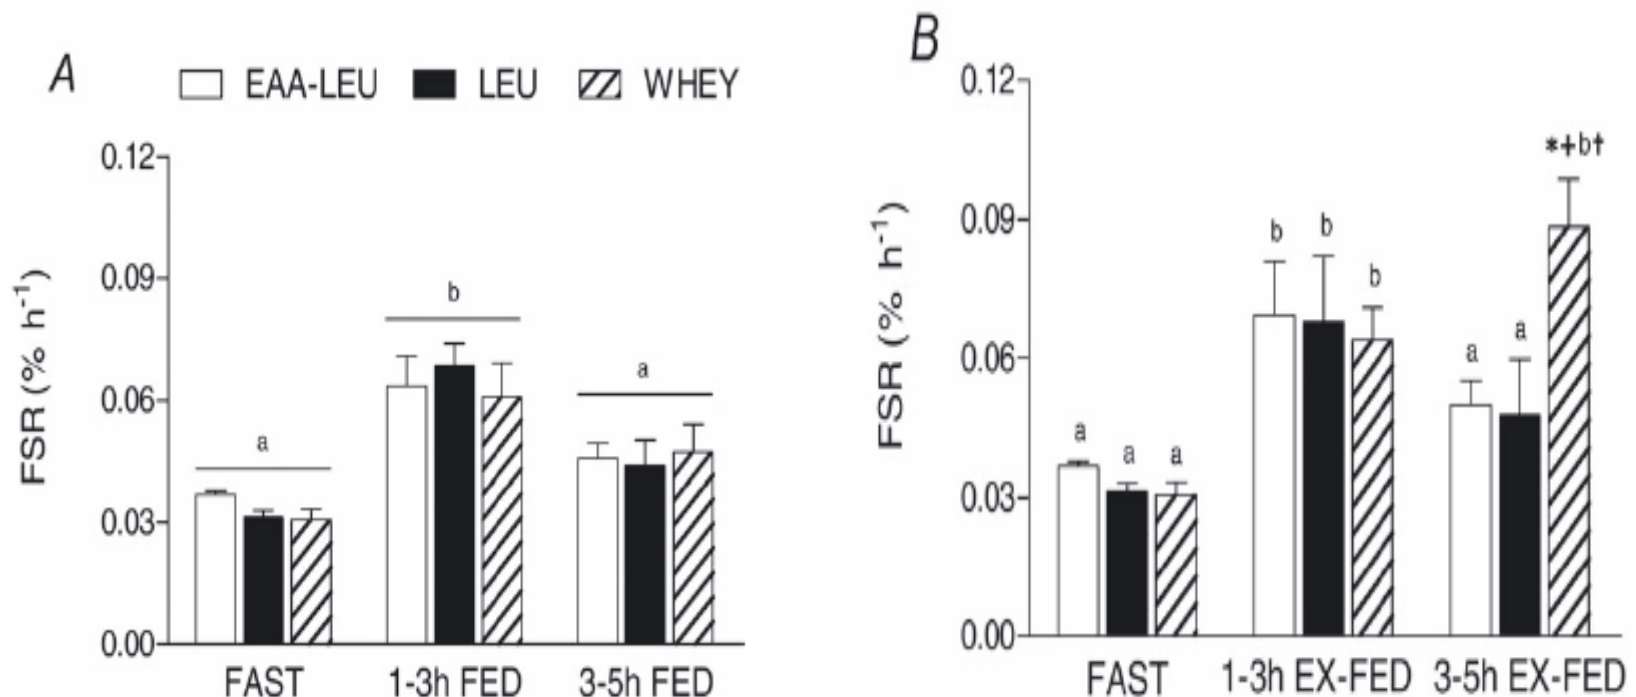 A
EAA-LEU LEU WHEY
0.12
0.09
0.06
0.03
0.00
FSR (% h⁻¹)
a
b
a
FAST 1-3h FED 3-5h FED
B
0.12
0.09
0.06
0.03
0.00
FSR (% h⁻¹)
a a a
b b b
a a *‡b†
FAST 1-3h EX-FED 3-5h EX-FED